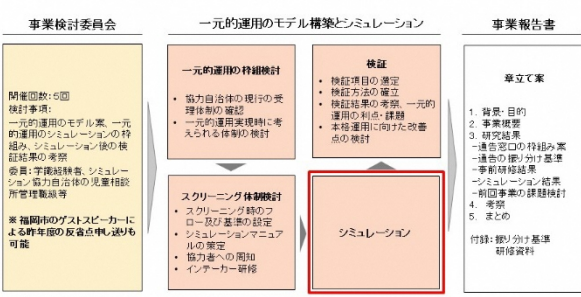 事業検討委員会
一元的運用のモデル構築とシミュレーション
事業報告書
開催回数:5回
検討事項:
一元的運用のモデル案、一元
的運用のシミュレーションの枠
組み、シミュレーション後の検
証結果の考察
委員:学識経験者、シミュレー
ション協力自治体の児童相談
所管理職級等
※ 福岡市のゲストスピーカーに
よる昨年度の反省点申し送りも
可能
一元的運用の枠組検討
• 協力自治体の現行の受
理体制の確認
• 一元的運用実現時に考
えられる体制の検討
スクリーニング体制検討
• スクリーニング時のフ
ロー及び基準の設定
• シミュレーションマニュア
ルの策定
• 協力者への周知
• インテーカー研修
検証
• 検証項目の選定
• 検証方法の確立
• 検証結果の考察、一元的
運用の利点・課題
• 本格運用に向けた改善
点の検討
シミュレーション
章立て案
1. 背景・目的
2. 事業概要
3. 研究結果
−通告窓口の枠組み案
−通告の振り分け基準
−事前研修結果
−シミュレーション結果
−前回事業の課題検討
4. 考察
5. まとめ
付録:振り分け基準
研修資料